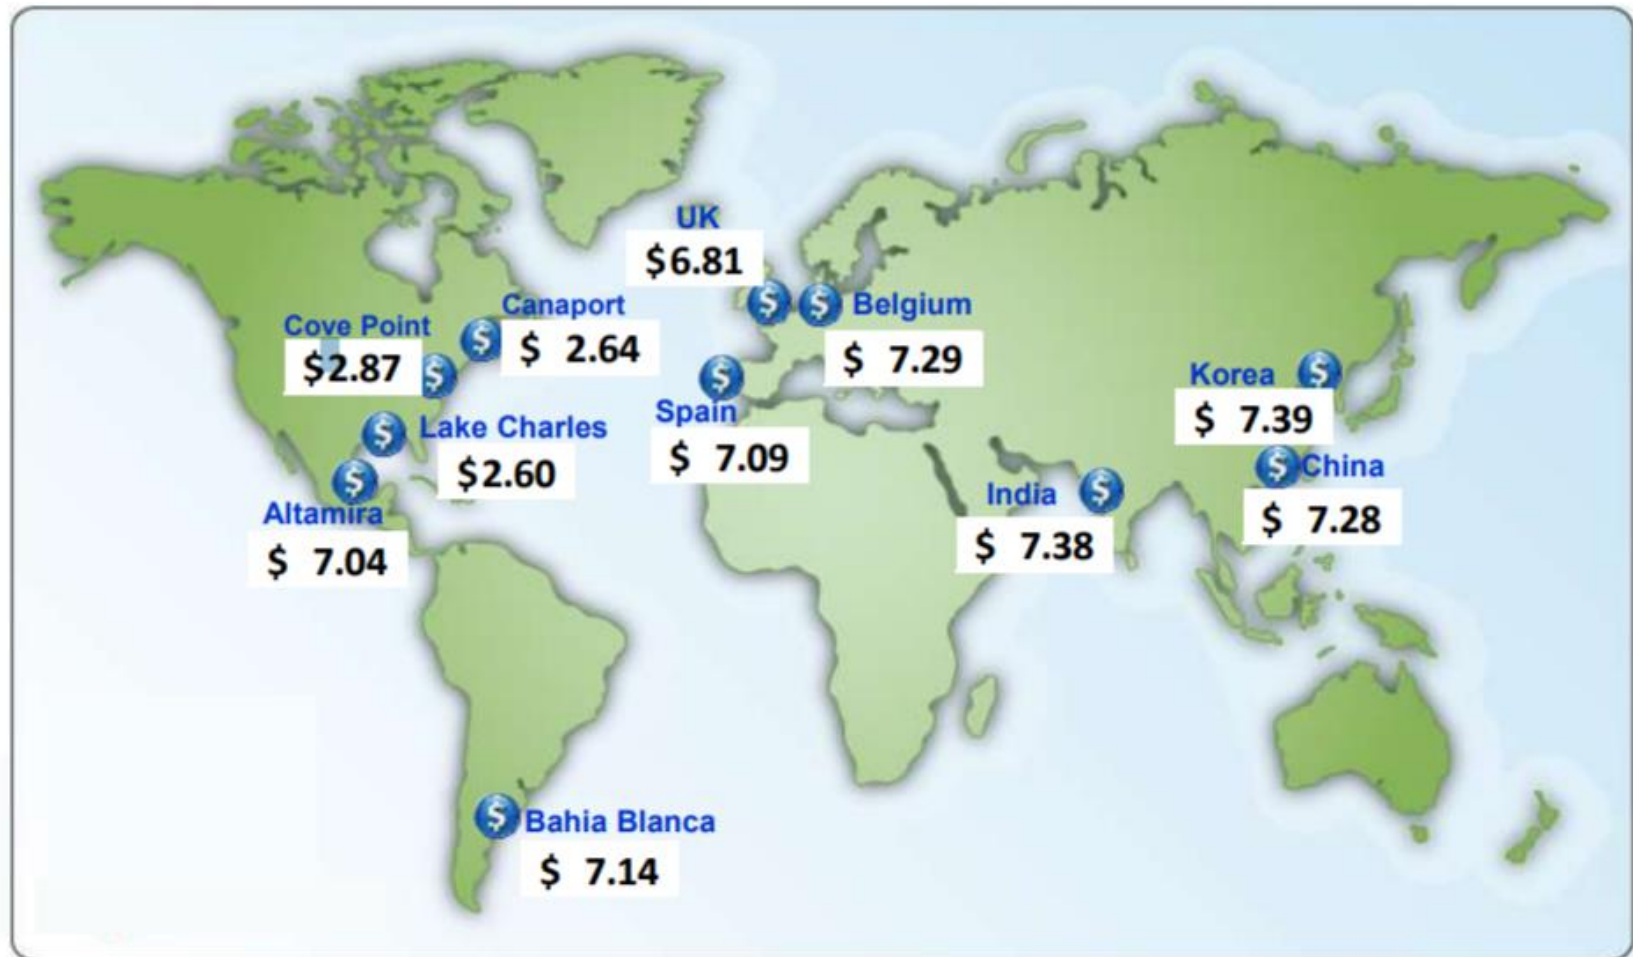 UK
$6.81
Canaport
$ 2.64
Cove Point
$2.87
Belgium
$ 7.29
Korea
$ 7.39
Spain
$ 7.09
Lake Charles
$2.60
China
$ 7.28
India
$ 7.38
Altamira
$ 7.04
Bahia Blanca
$ 7.14